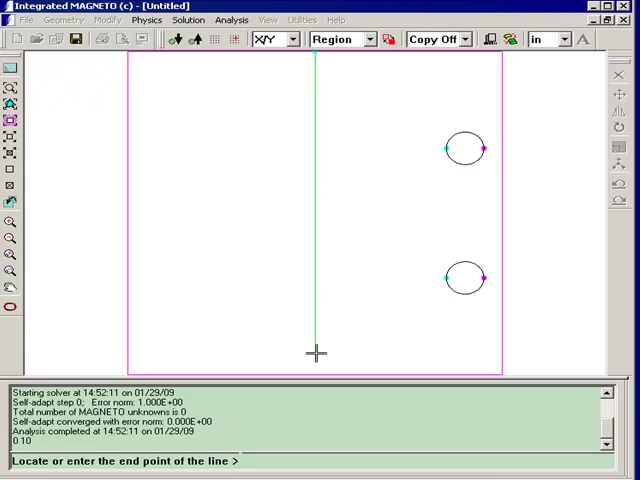 Integrated MAGNETO (c) - [Untitled]
File Geometry Modify Physics Solution Analysis View Utilities Help
X/Y Region Copy Off in A
Starting solver at 14:52:11 on 01/29/09
Self-adapt step 0; Error norm: 1.000E+00
Total number of MAGNETO unknowns is 0
Self-adapt converged with error norm: 0.000E+00
Analysis completed at 14:52:11 on 01/29/09
0 10
Locate or enter the end point of the line >